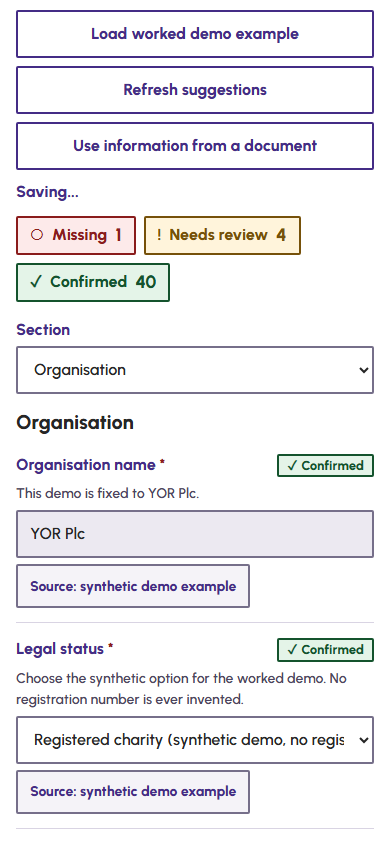 Load worked demo example
Refresh suggestions
Use information from a document
Saving...
○ Missing 1
! Needs review 4
✓ Confirmed 40
Section
Organisation
Organisation
Organisation name *
✓ Confirmed
This demo is fixed to YOR Plc.
YOR Plc
Source: synthetic demo example
Legal status *
✓ Confirmed
Choose the synthetic option for the worked demo. No
registration number is ever invented.
Registered charity (synthetic demo, no regis
Source: synthetic demo example